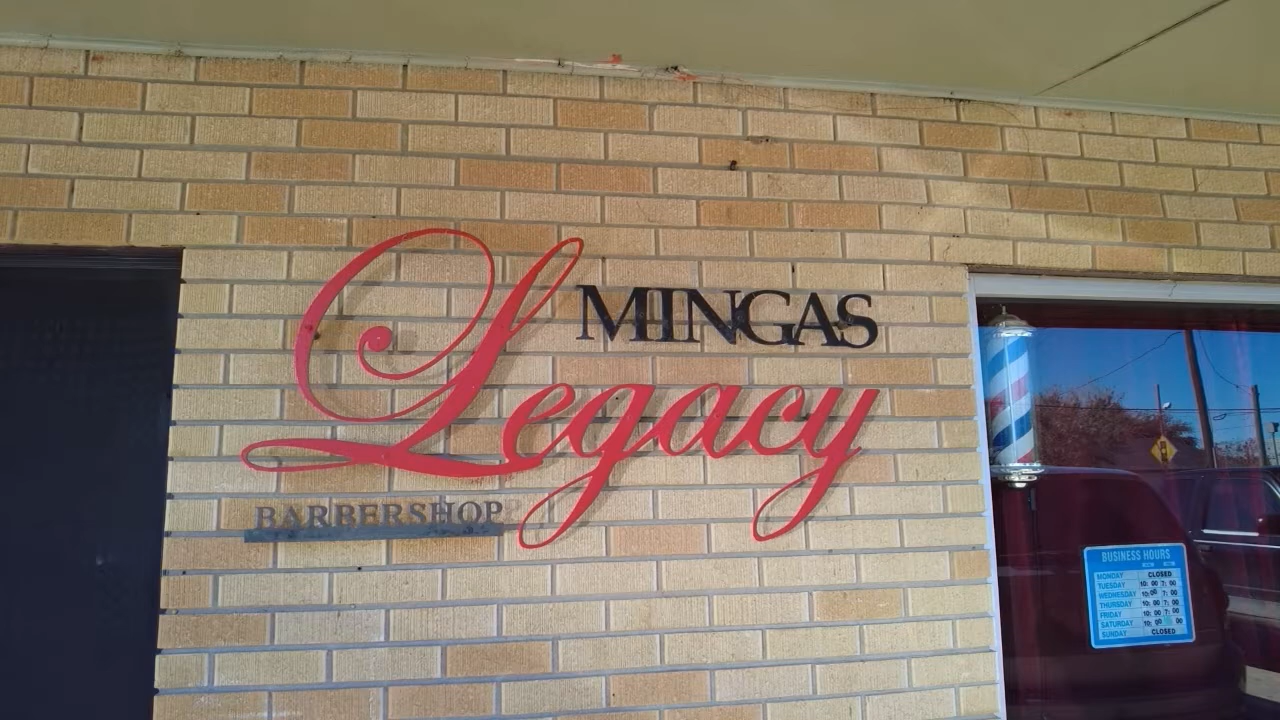 MINGAS
Legacy
BARBERSHOP
BUSINESS HOURS
MONDAY CLOSED
TUESDAY 10:00 7:00
WEDNESDAY 10:00 7:00
THURSDAY 10:00 7:00
FRIDAY 10:00 7:00
SATURDAY 10:00 00
SUNDAY CLOSED